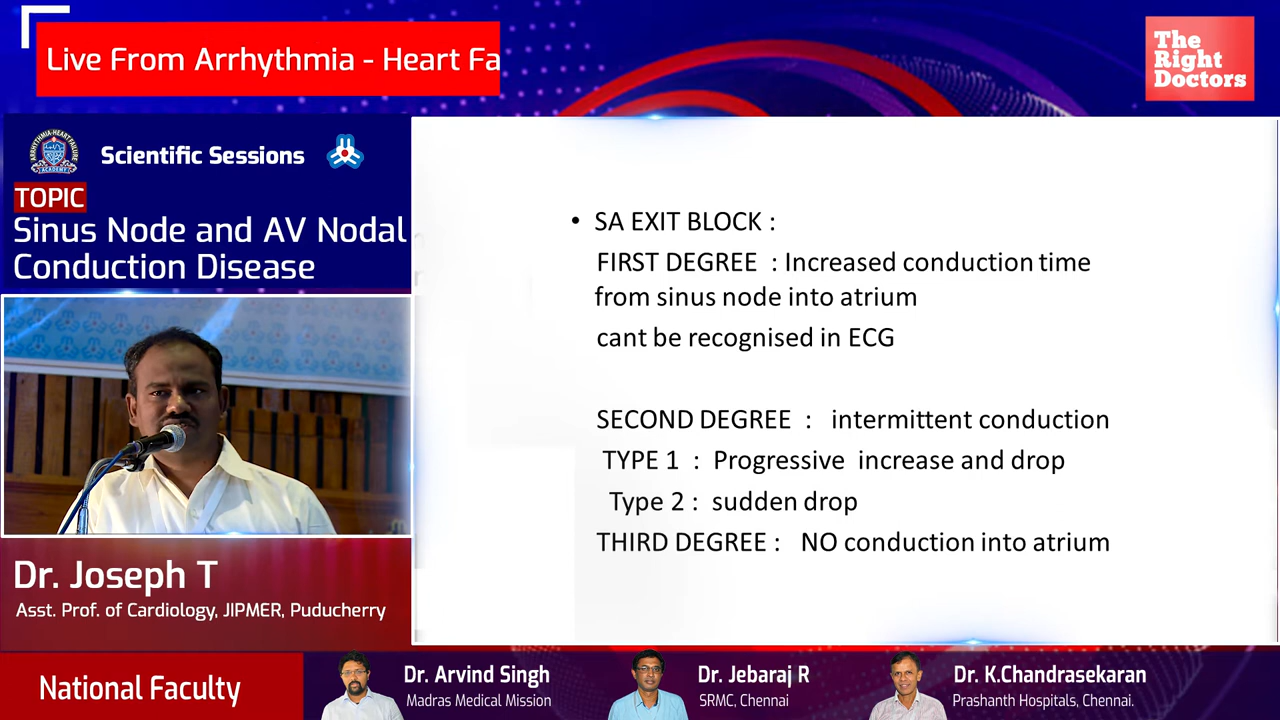 Live From Arrhythmia - Heart Fa
The
Right
Doctors
ARRHYTHMIA-HEART FAILURE
ACADEMY
Scientific Sessions
TOPIC
Sinus Node and AV Nodal
Conduction Disease
• SA EXIT BLOCK :
FIRST DEGREE : Increased conduction time
from sinus node into atrium
cant be recognised in ECG
SECOND DEGREE : intermittent conduction
TYPE 1 : Progressive increase and drop
Type 2 : sudden drop
THIRD DEGREE : NO conduction into atrium
Dr. Joseph T
Asst. Prof. of Cardiology, JIPMER, Puducherry
National Faculty
Dr. Arvind Singh
Madras Medical Mission
Dr. Jebaraj R
SRMC, Chennai
Dr. K.Chandrasekaran
Prashanth Hospitals, Chennai.